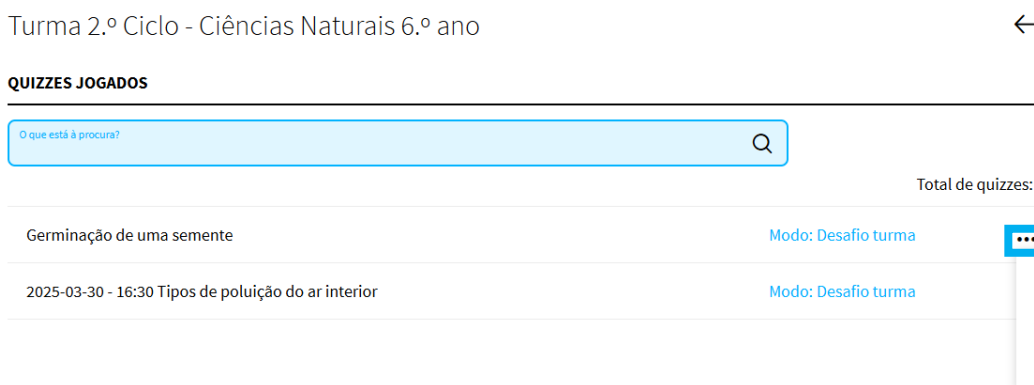 Turma 2.º Ciclo - Ciências Naturais 6.º ano
QUIZZES JOGADOS
O que está à procura?
Total de quizzes:
Germinação de uma semente Modo: Desafio turma
2025-03-30 - 16:30 Tipos de poluição do ar interior Modo: Desafio turma